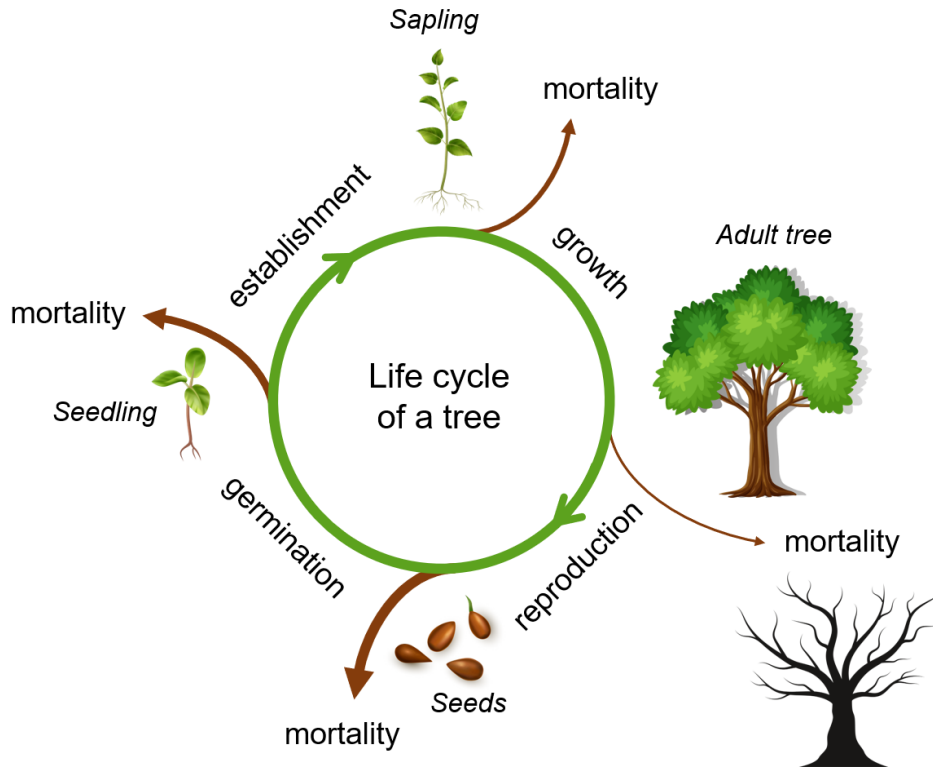 Sapling
mortality
establishment
growth
Adult tree
mortality
Life cycle
of a tree
Seedling
germination
reproduction
mortality
Seeds
mortality